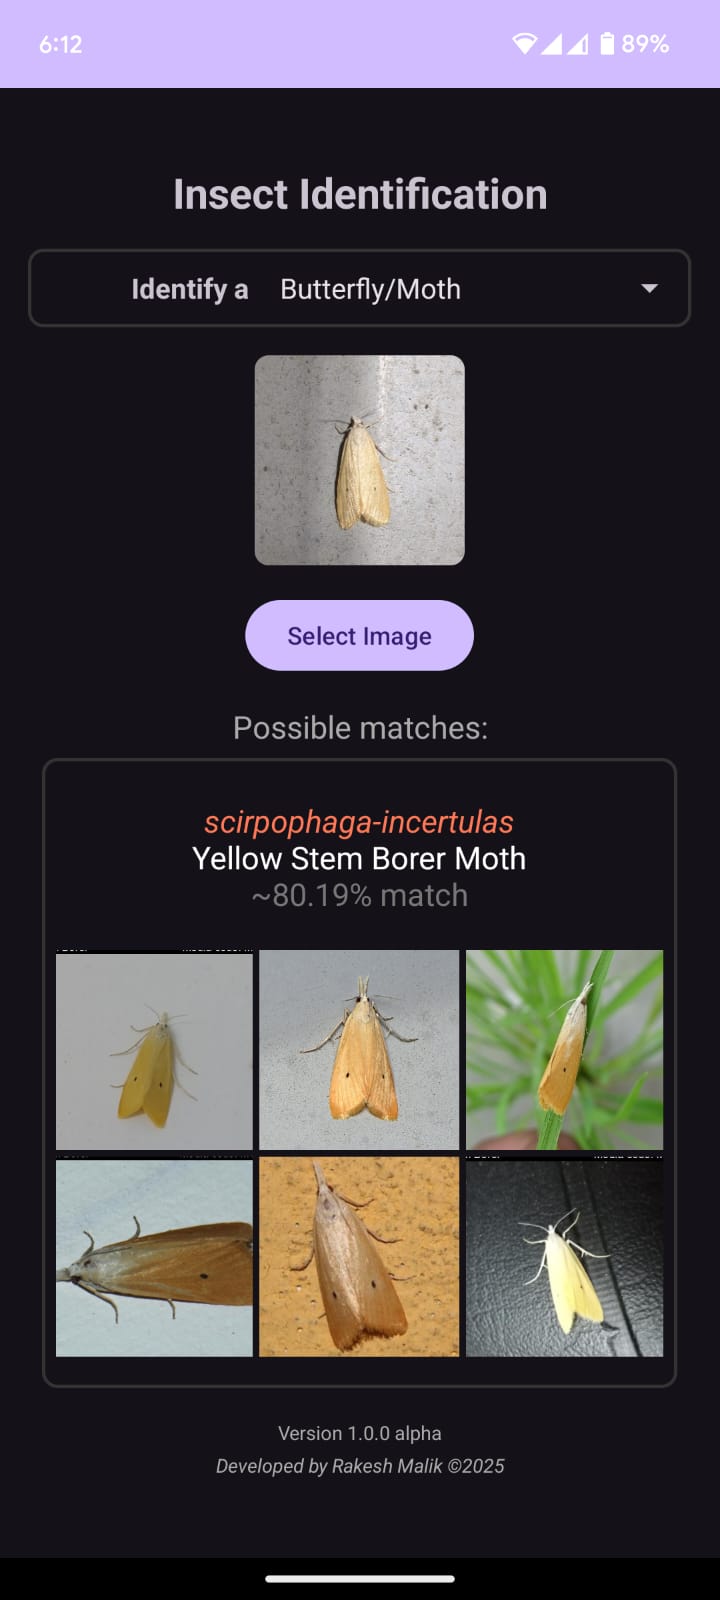 6:12
89%
Insect Identification
Identify a Butterfly/Moth
Select Image
Possible matches:
scirpophaga-incertulas
Yellow Stem Borer Moth
~80.19% match
Version 1.0.0 alpha
Developed by Rakesh Malik ©2025